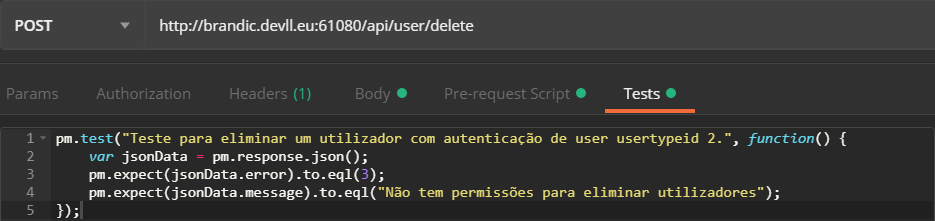 POST http://brandic.devll.eu:61080/api/user/delete
Params Authorization Headers (1) Body Pre-request Script Tests
1 pm.test("Teste para eliminar um utilizador com autenticação de user usertypeid 2.", function() {
2 var jsonData = pm.response.json();
3 pm.expect(jsonData.error).to.eql(3);
4 pm.expect(jsonData.message).to.eql("Não tem permissões para eliminar utilizadores");
5 });